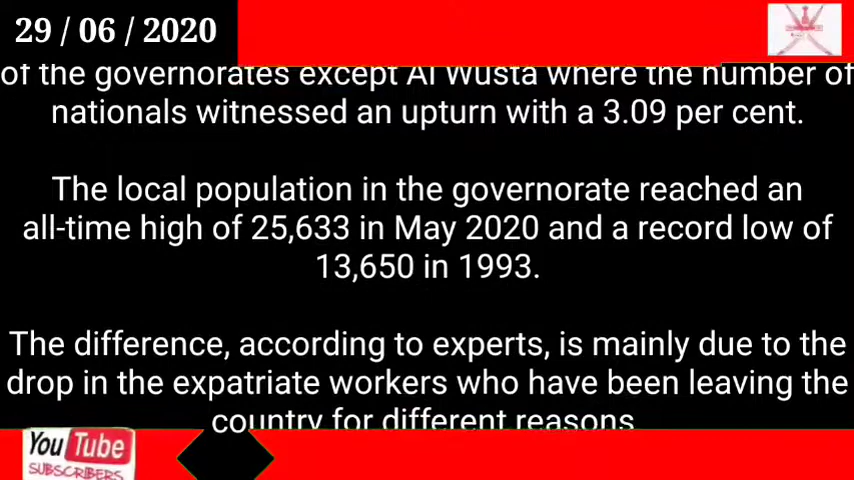 29 / 06 / 2020
of the governorates except Al Wusta where the number of
nationals witnessed an upturn with a 3.09 per cent.
The local population in the governorate reached an
all-time high of 25,633 in May 2020 and a record low of
13,650 in 1993.
The difference, according to experts, is mainly due to the
drop in the expatriate workers who have been leaving the
country for different reasons
You Tube
SUBSCRIBERS